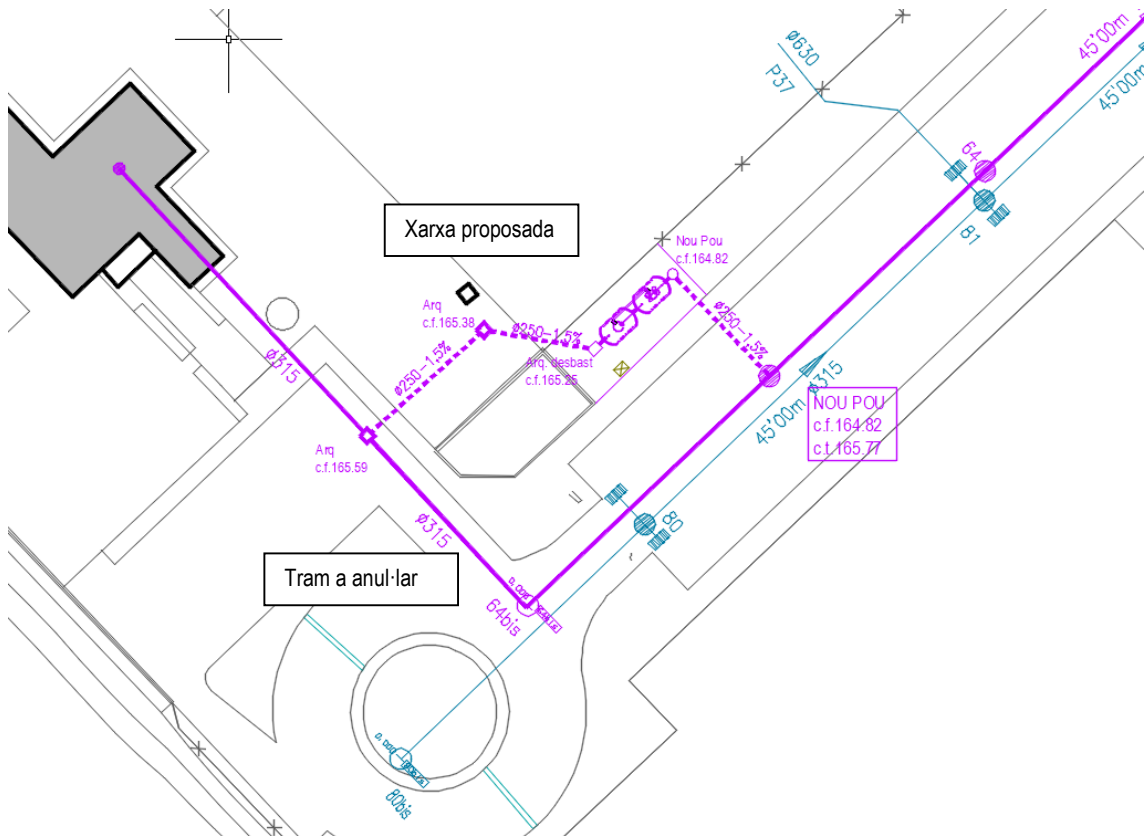 ø630
P37
45'00m
45'00m
64
81
Xarxa proposada
Nou Pou
c.f.164.82
Arq
c.f.165.38
ø250-1,5%
ø250-1,5%
ø250-1,5%
Arq. desbast
c.f.165.25
ø315
NOU POU
c.f.164.82
c.t.165.77
45'00m ø315
Arq
c.f.165.59
ø315
80
Tram a anul·lar
64bis
80bis